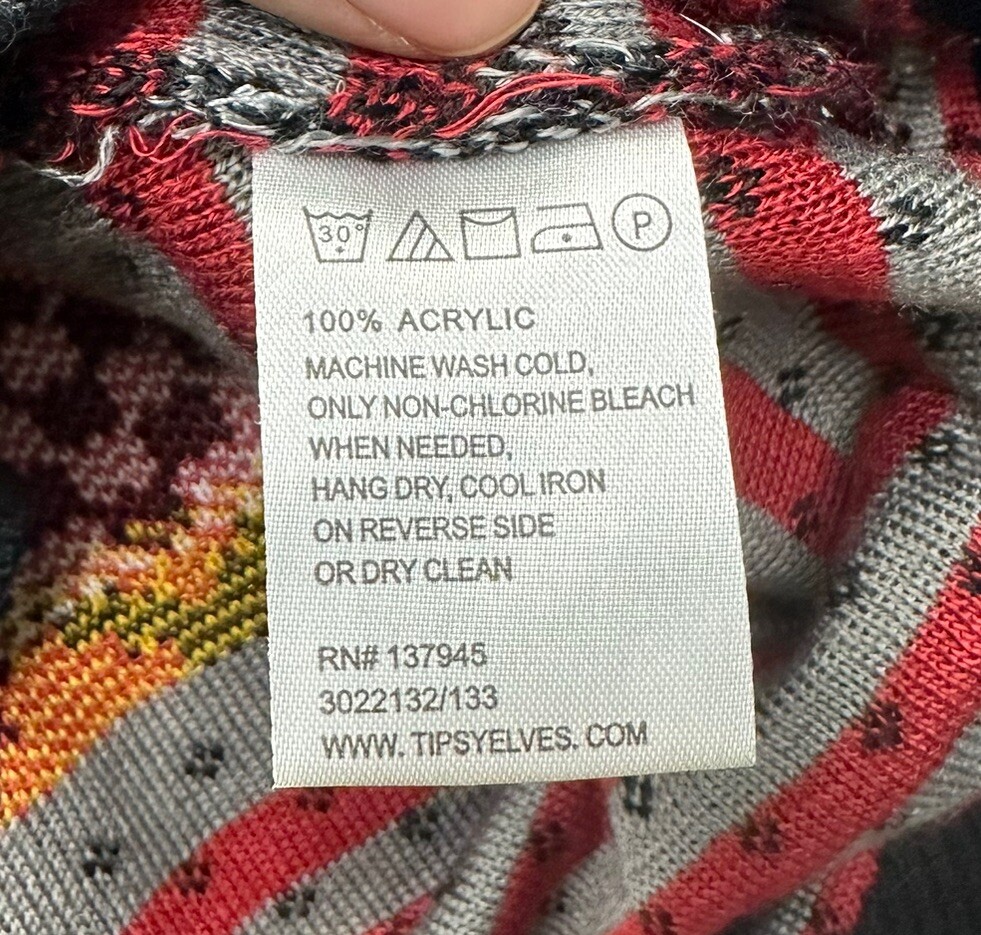 30° P
100% ACRYLIC
MACHINE WASH COLD,
ONLY NON-CHLORINE BLEACH
WHEN NEEDED,
HANG DRY, COOL IRON
ON REVERSE SIDE
OR DRY CLEAN
RN# 137945
3022132/133
WWW. TIPSYELVES. COM